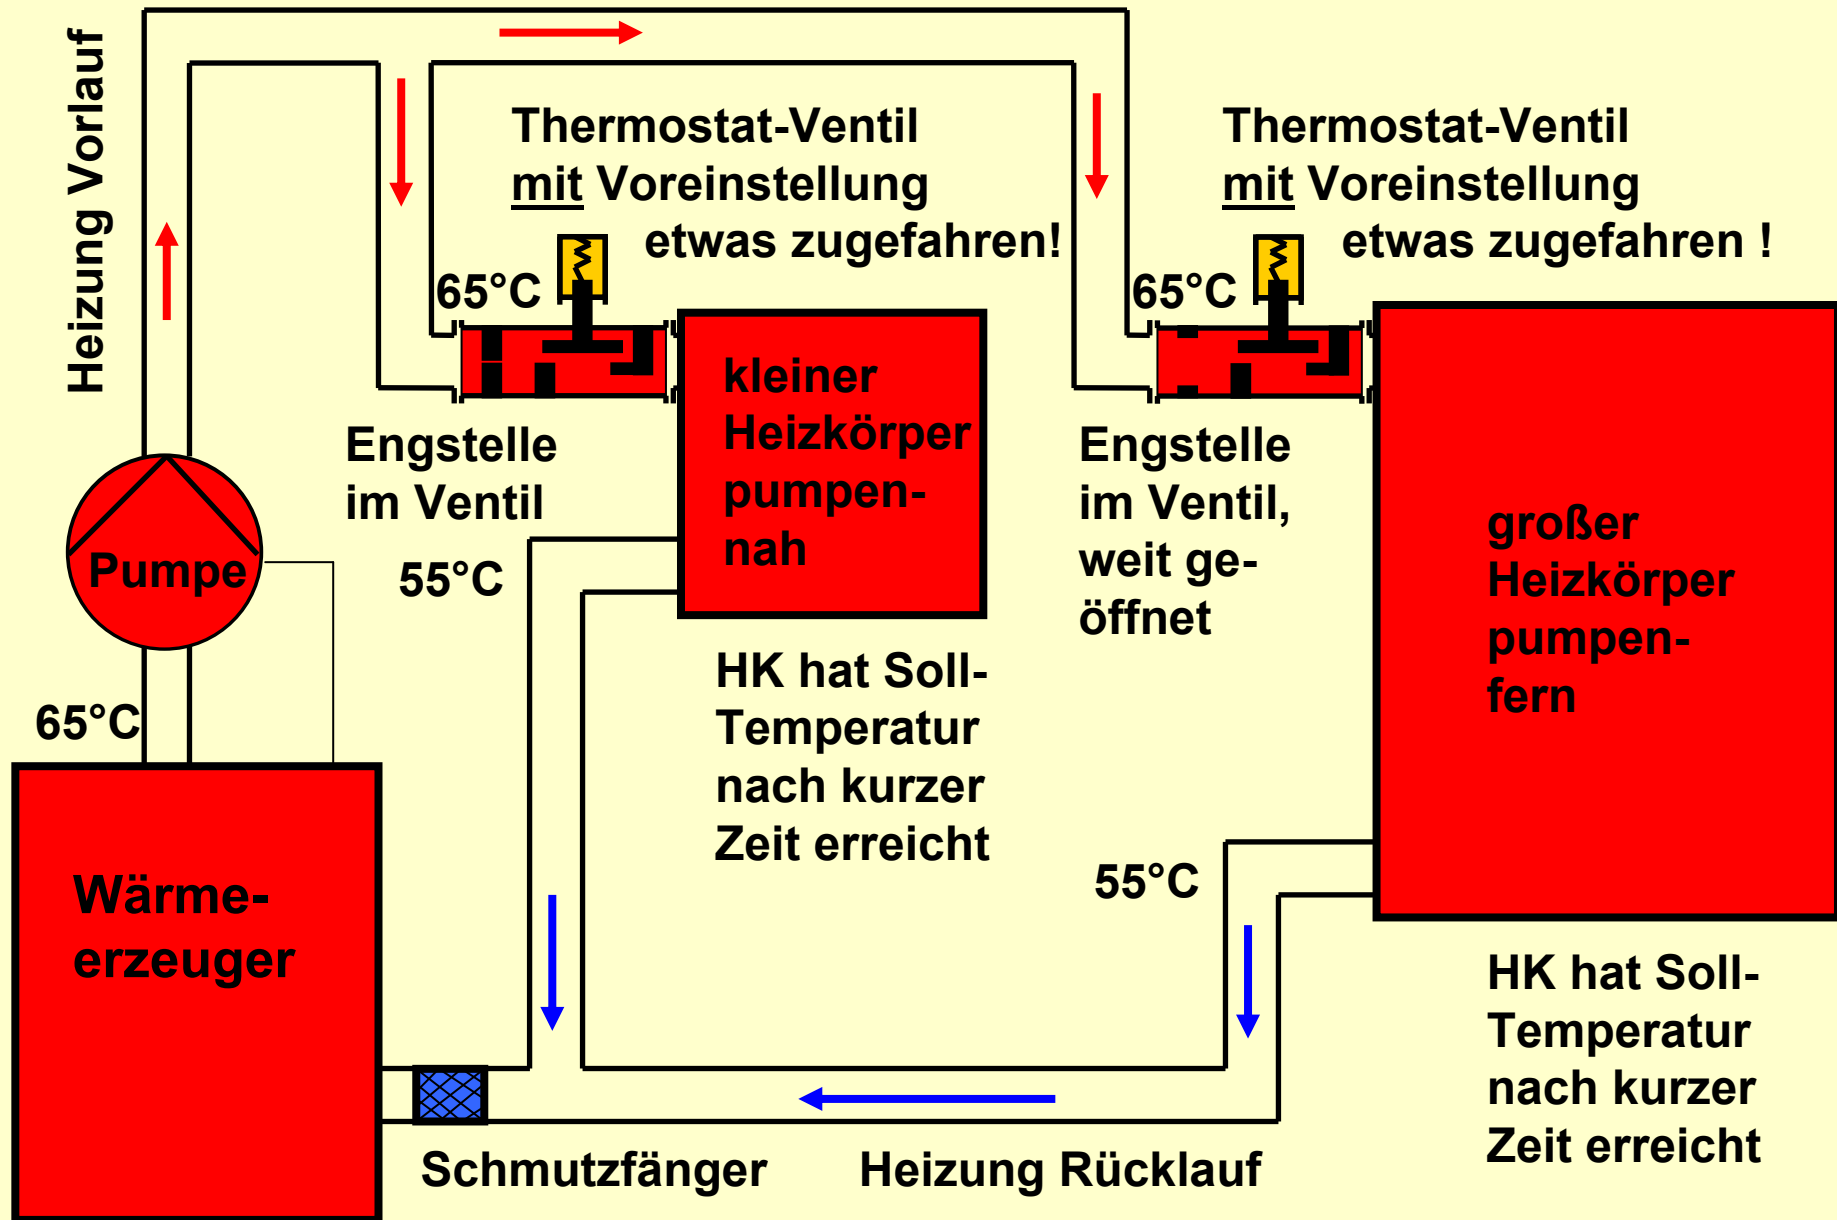 Heizung Vorlauf
Thermostat-Ventil
mit Voreinstellung
etwas zugefahren!
65°C
Thermostat-Ventil
mit Voreinstellung
etwas zugefahren !
65°C
kleiner
Heizkörper
pumpen-
nah
Engstelle
im Ventil
55°C
Engstelle
im Ventil,
weit ge-
öffnet
großer
Heizkörper
pumpen-
fern
Pumpe
65°C
HK hat Soll-
Temperatur
nach kurzer
Zeit erreicht
55°C
Wärme-
erzeuger
HK hat Soll-
Temperatur
nach kurzer
Zeit erreicht
Schmutzfänger
Heizung Rücklauf